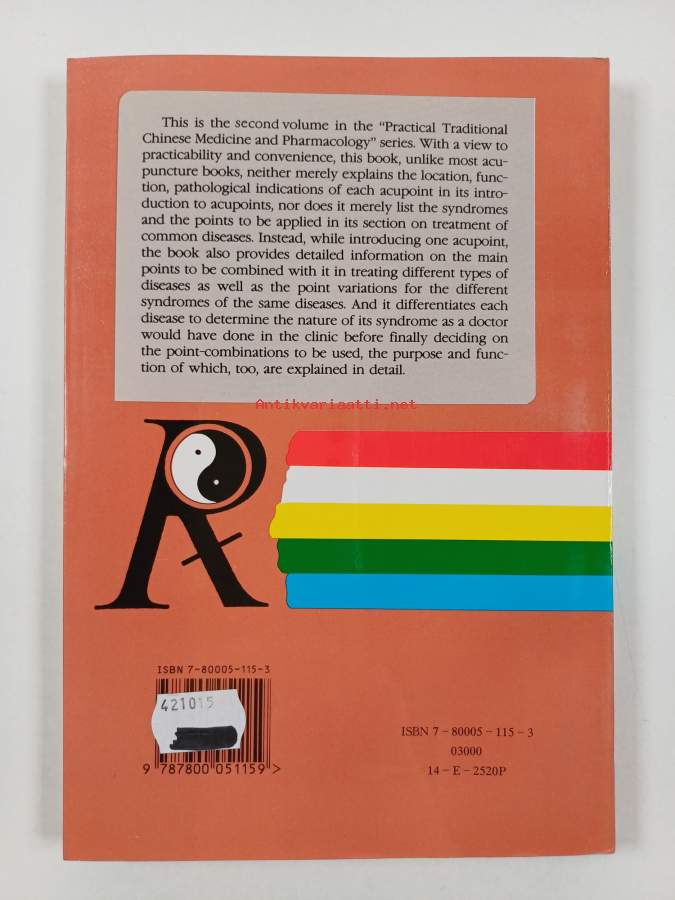 This is the second volume in the "Practical Traditional
Chinese Medicine and Pharmacology" series. With a view to
practicability and convenience, this book, unlike most acu-
puncture books, neither merely explains the location, func-
tion, pathological indications of each acupoint in its intro-
duction to acupoints, nor does it merely list the syndromes
and the points to be applied in its section on treatment of
common diseases. Instead, while introducing one acupoint,
the book also provides detailed information on the main
points to be combined with it in treating different types of
diseases as well as the point variations for the different
syndromes of the same diseases. And it differentiates each
disease to determine the nature of its syndrome as a doctor
would have done in the clinic before finally deciding on
the point-combinations to be used, the purpose and func-
tion of which, too, are explained in detail.
Antikvariaatti.net
ISBN 7-80005-115-3
421015
9 787800 051159 >
ISBN 7-80005-115-3
03000
14-E-2520P